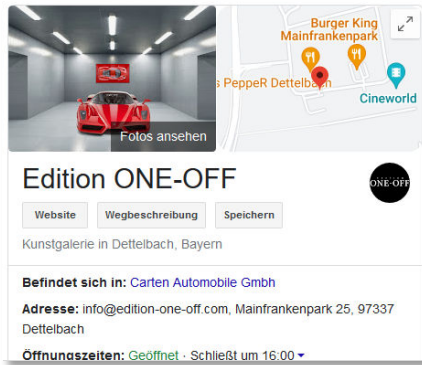 Burger King
Mainfrankenpark
s PeppeR Dettelbach
Cineworld
Fotos ansehen
Edition ONE-OFF
EDITION
ONE-OFF
Website
Wegbeschreibung
Speichern
Kunstgalerie in Dettelbach, Bayern
Befindet sich in: Carten Automobile Gmbh
Adresse: info@edition-one-off.com, Mainfrankenpark 25, 97337
Dettelbach
Öffnungszeiten: Geöffnet · Schließt um 16:00